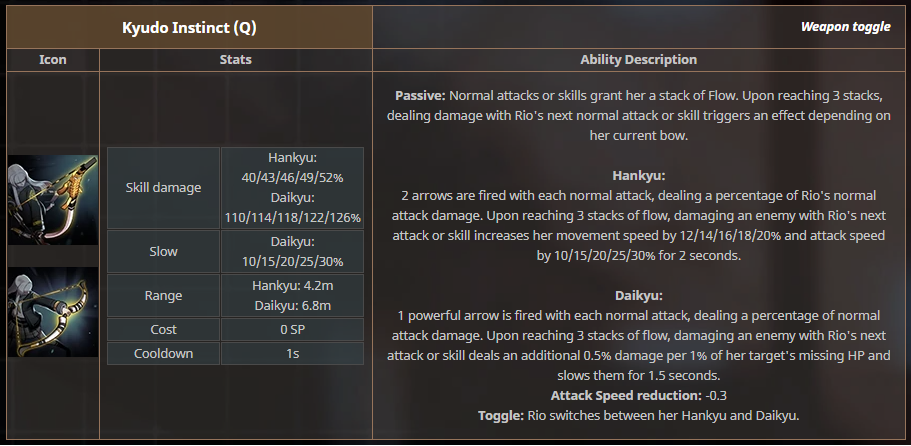 Kyudo Instinct (Q)
Weapon toggle
Icon
Stats
Ability Description
Skill damage
Hankyu:
40/43/46/49/52%
Daikyu:
110/114/118/122/126%
Slow
Daikyu:
10/15/20/25/30%
Range
Hankyu: 4.2m
Daikyu: 6.8m
Cost
0 SP
Cooldown
1s
Passive: Normal attacks or skills grant her a stack of Flow. Upon reaching 3 stacks,
dealing damage with Rio's next normal attack or skill triggers an effect depending on
her current bow.
Hankyu:
2 arrows are fired with each normal attack, dealing a percentage of Rio's normal
attack damage. Upon reaching 3 stacks of flow, damaging an enemy with Rio's next
attack or skill increases her movement speed by 12/14/16/18/20% and attack speed
by 10/15/20/25/30% for 2 seconds.
Daikyu:
1 powerful arrow is fired with each normal attack, dealing a percentage of normal
attack damage. Upon reaching 3 stacks of flow, damaging an enemy with Rio's next
attack or skill deals an additional 0.5% damage per 1% of her target's missing HP and
slows them for 1.5 seconds.
Attack Speed reduction: -0.3
Toggle: Rio switches between her Hankyu and Daikyu.